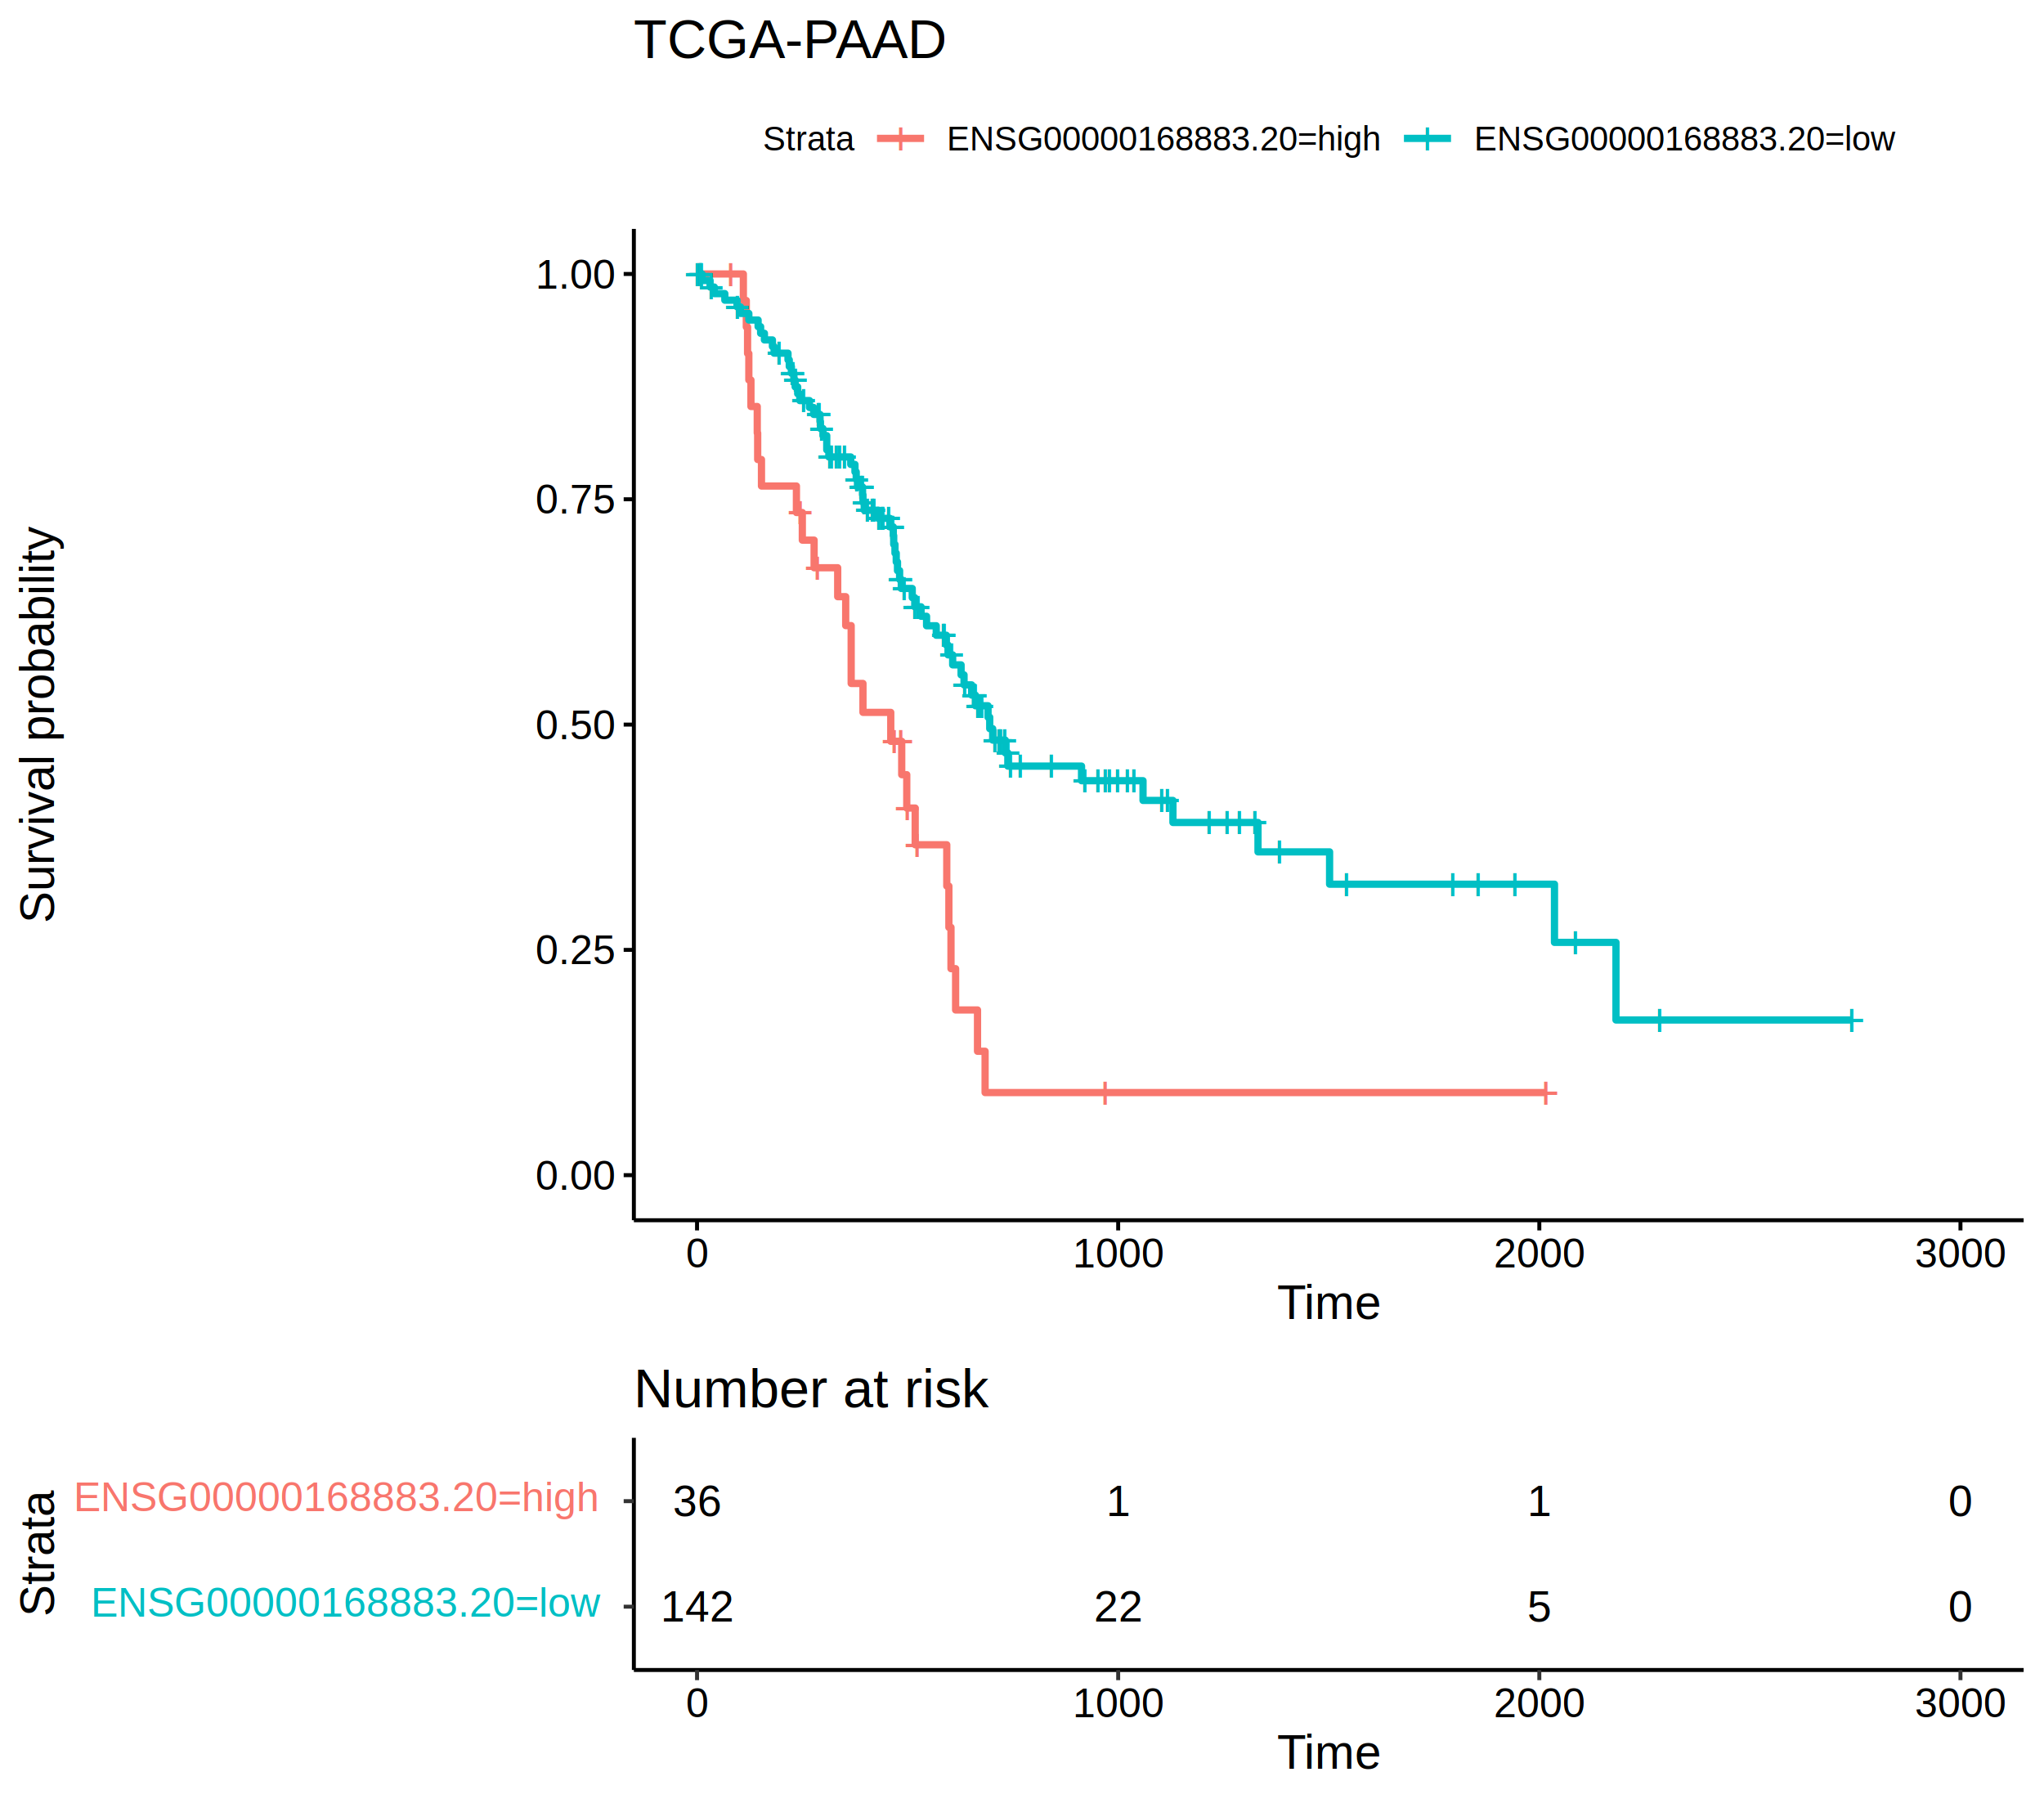 TCGA-PAAD
Strata ENSG00000168883.20=high ENSG00000168883.20=low
Survival probability
1.00
0.75
0.50
0.25
0.00
0 1000 2000 3000
Time
Number at risk
Strata
ENSG00000168883.20=high 36 1 1 0
ENSG00000168883.20=low 142 22 5 0
0 1000 2000 3000
Time